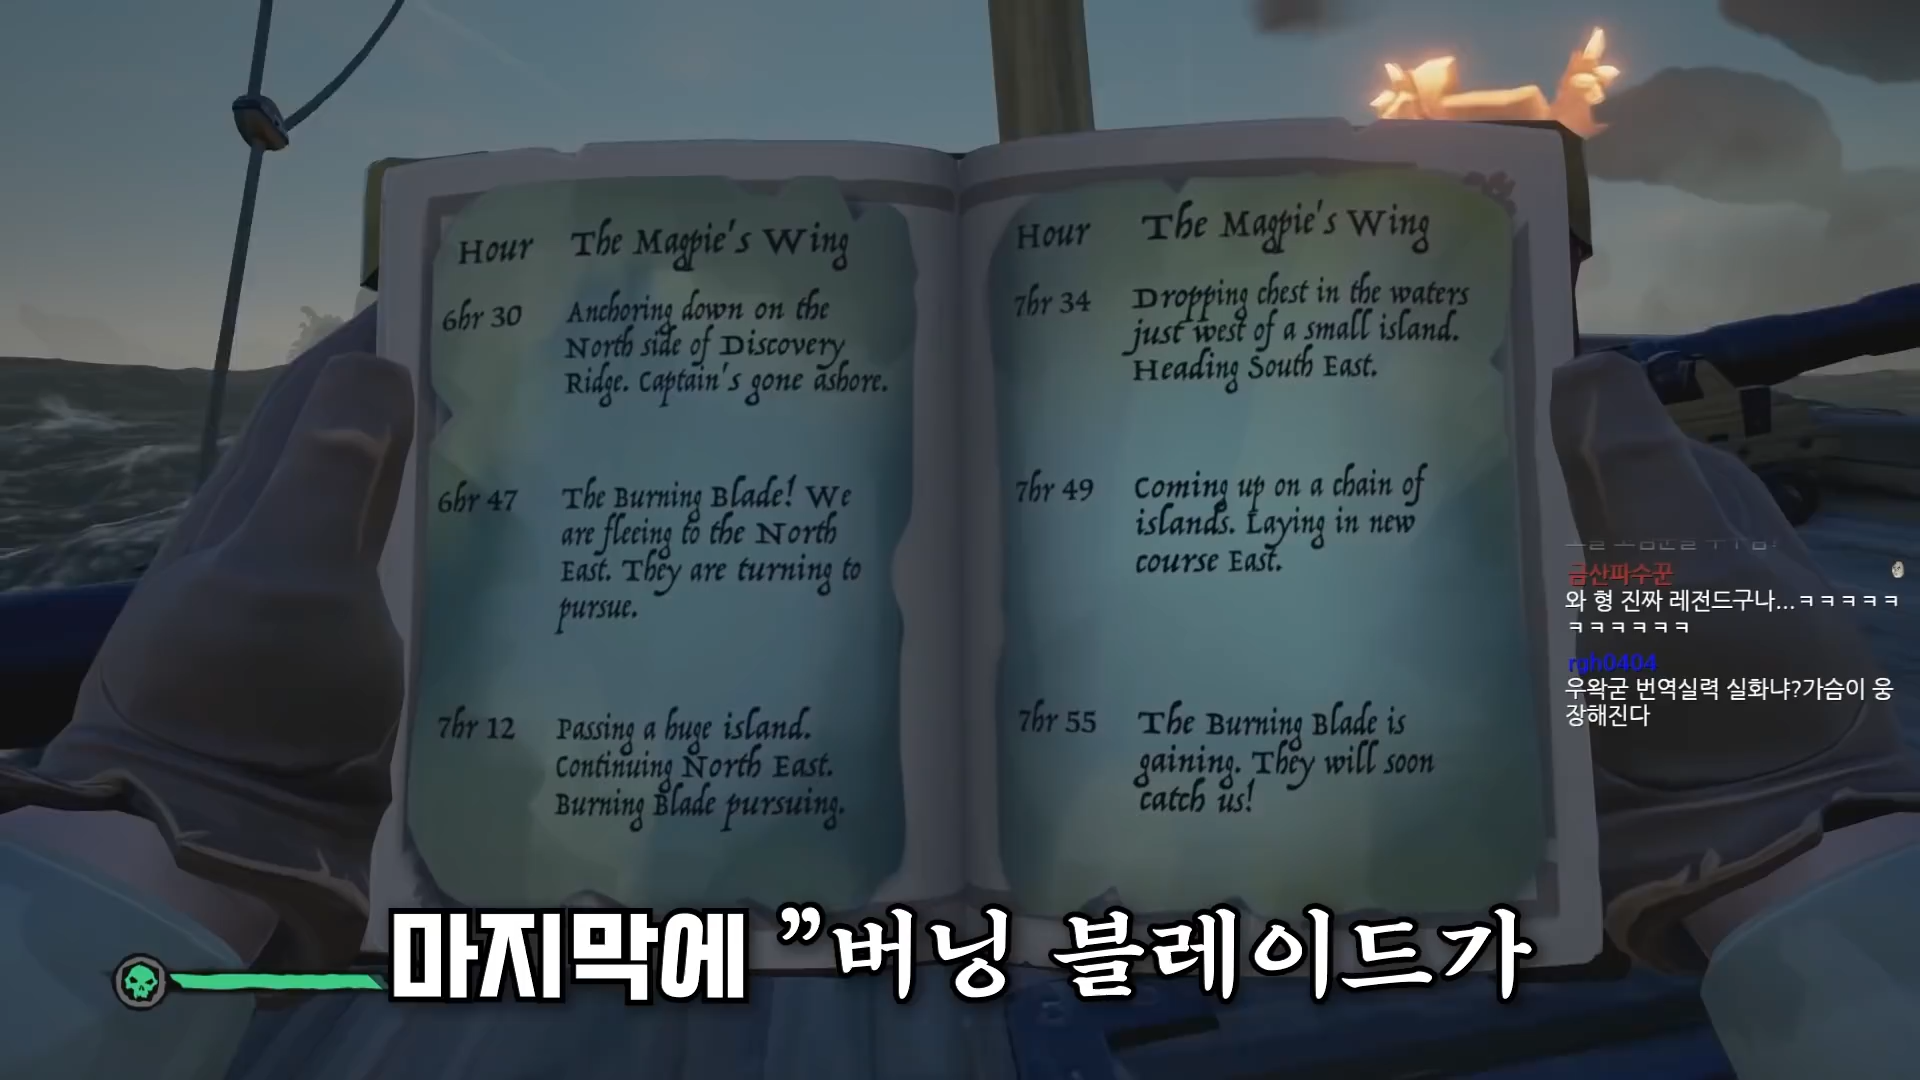 Hour The Magpie's Wing
6hr 30 Anchoring down on the
North side of Discovery
Ridge. Captain's gone ashore.
6hr 47 The Burning Blade! We
are fleeing to the North
East. They are turning to
pursue.
7hr 12 Passing a huge island.
Continuing North East.
Burning Blade pursuing.
Hour The Magpie's Wing
7hr 34 Dropping chest in the waters
just west of a small island.
Heading South East.
7hr 49 Coming up on a chain of
islands. Laying in new
course East.
7hr 55 The Burning Blade is
gaining. They will soon
catch us!
금산파수꾼
와 형 진짜 레전드구나...ㅋㅋㅋㅋㅋ
ㅋㅋㅋㅋㅋㅋ
rgh0404
우왁굳 번역실력 실화냐?가슴이 웅
장해진다
마지막에 ”버닝 블레이드가